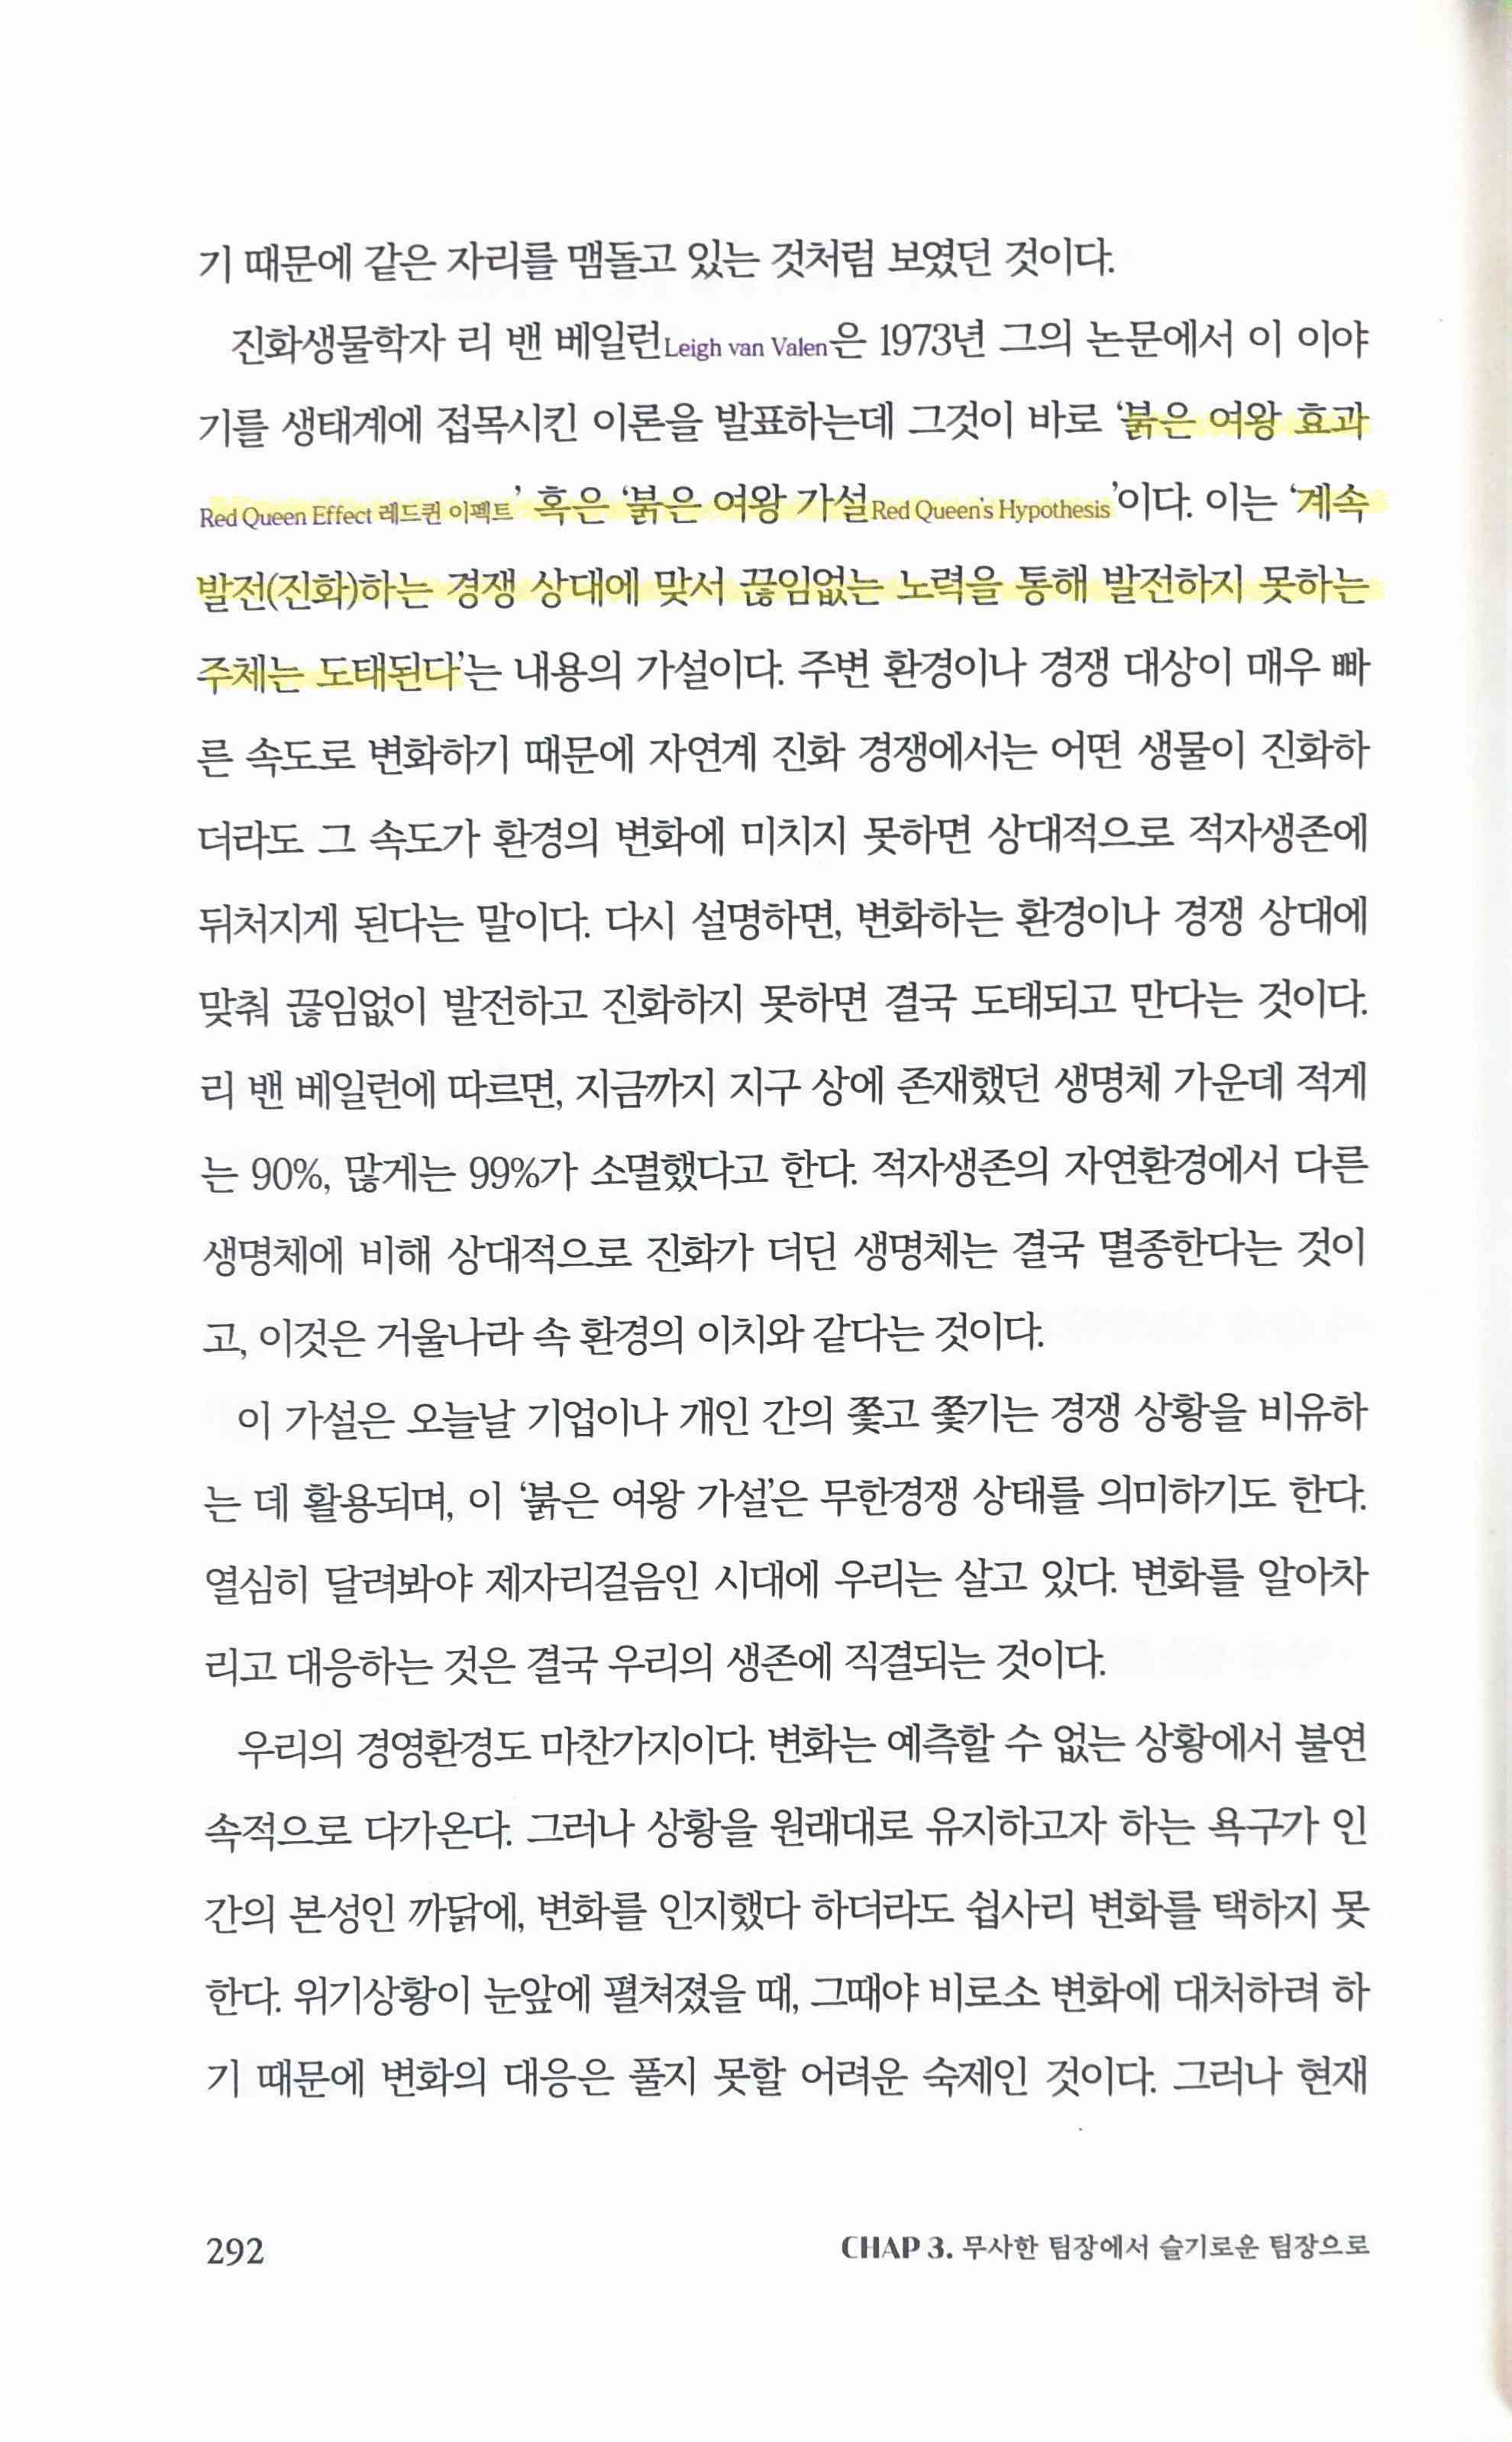 기 때문에 같은 자리를 맴돌고 있는 것처럼 보였던 것이다.
진화생물학자 리 밴 베일런Leigh van Valen은 1973년 그의 논문에서 이 이야
기를 생태계에 접목시킨 이론을 발표하는데 그것이 바로 ‘붉은 여왕 효과
Red Queen Effect 레드퀸 이펙트’ 혹은 ‘붉은 여왕 가설Red Queen's Hypothesis’이다. 이는 ‘계속
발전(진화)하는 경쟁 상대에 맞서 끊임없는 노력을 통해 발전하지 못하는
주체는 도태된다’는 내용의 가설이다. 주변 환경이나 경쟁 대상이 매우 빠
른 속도로 변화하기 때문에 자연계 진화 경쟁에서는 어떤 생물이 진화하
더라도 그 속도가 환경의 변화에 미치지 못하면 상대적으로 적자생존에
뒤처지게 된다는 말이다. 다시 설명하면, 변화하는 환경이나 경쟁 상대에
맞춰 끊임없이 발전하고 진화하지 못하면 결국 도태되고 만다는 것이다.
리 밴 베일런에 따르면, 지금까지 지구 상에 존재했던 생명체 가운데 적게
는 90%, 많게는 99%가 소멸했다고 한다. 적자생존의 자연환경에서 다른
생명체에 비해 상대적으로 진화가 더딘 생명체는 결국 멸종한다는 것이
고, 이것은 거울나라 속 환경의 이치와 같다는 것이다.
이 가설은 오늘날 기업이나 개인 간의 쫓고 쫓기는 경쟁 상황을 비유하
는 데 활용되며, 이 ‘붉은 여왕 가설’은 무한경쟁 상태를 의미하기도 한다.
열심히 달려봐야 제자리걸음인 시대에 우리는 살고 있다. 변화를 알아차
리고 대응하는 것은 결국 우리의 생존에 직결되는 것이다.
우리의 경영환경도 마찬가지이다. 변화는 예측할 수 없는 상황에서 불연
속적으로 다가온다. 그러나 상황을 원래대로 유지하고자 하는 욕구가 인
간의 본성인 까닭에, 변화를 인지했다 하더라도 쉽사리 변화를 택하지 못
한다. 위기상황이 눈앞에 펼쳐졌을 때, 그때야 비로소 변화에 대처하려 하
기 때문에 변화의 대응은 풀지 못할 어려운 숙제인 것이다. 그러나 현재
292
CHAP 3. 무사한 팀장에서 슬기로운 팀장으로